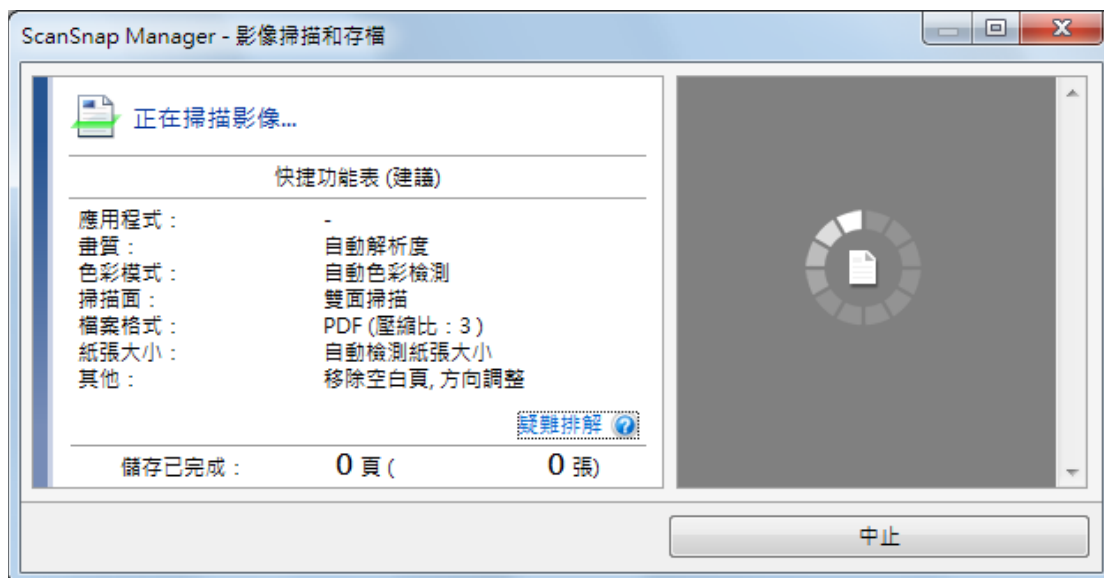 ScanSnap Manager - 影像掃描和存檔
正在掃描影像...
快捷功能表 (建議)
應用程式： -
畫質： 自動解析度
色彩模式： 自動色彩檢測
掃描面： 雙面掃描
檔案格式： PDF (壓縮比：3 )
紙張大小： 自動檢測紙張大小
其他： 移除空白頁, 方向調整
疑難排解
儲存已完成： 0 頁 ( 0 張)
中止